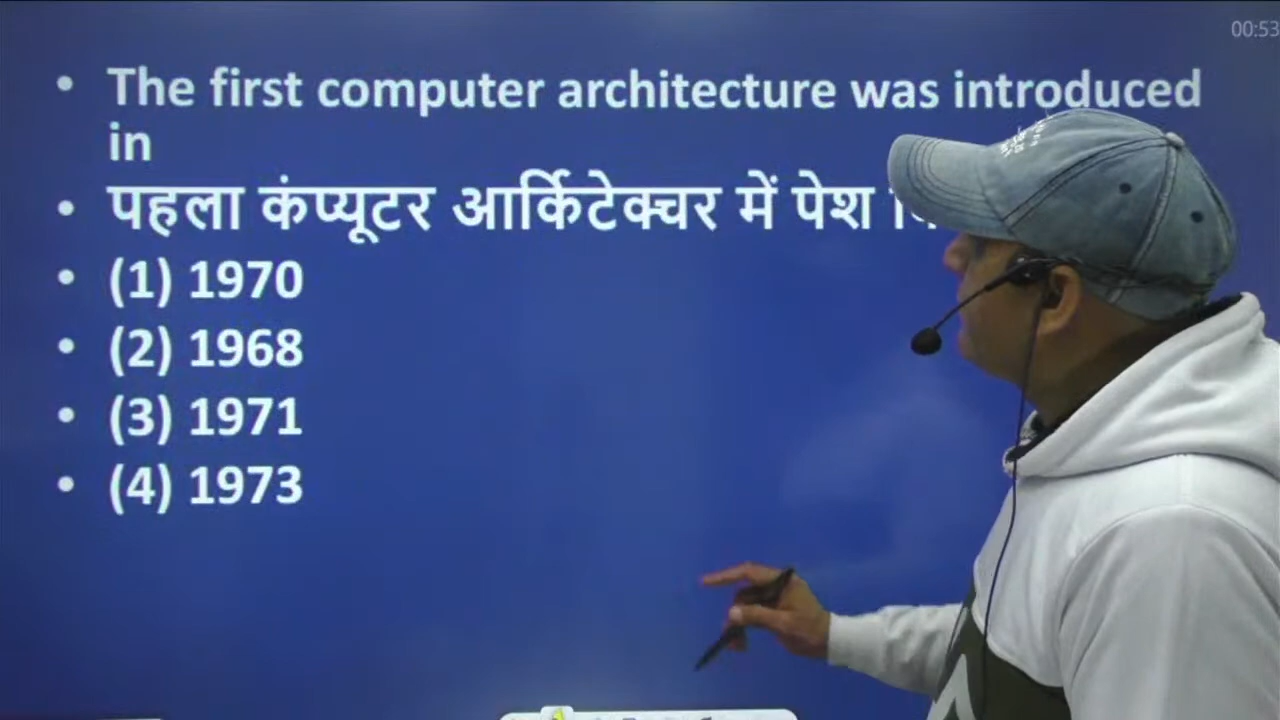 00:53
• The first computer architecture was introduced
in
• पहला कंप्यूटर आर्किटेक्चर में पेश
• (1) 1970
• (2) 1968
• (3) 1971
• (4) 1973